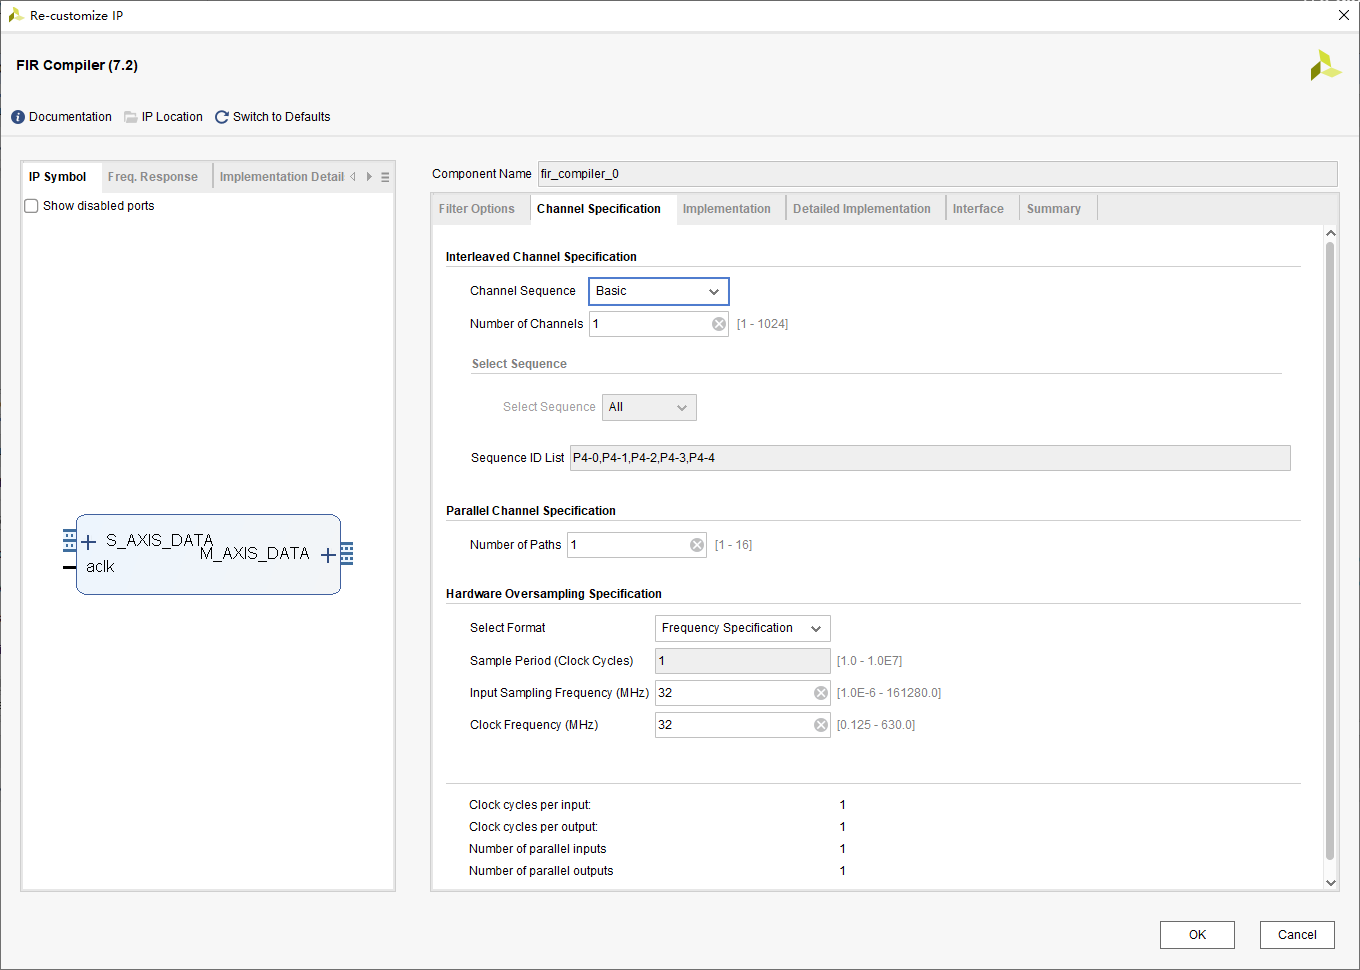 Re-customize IP
FIR Compiler (7.2)
Documentation IP Location Switch to Defaults
IP Symbol Freq. Response Implementation Detail
Show disabled ports
S_AXIS_DATA
M_AXIS_DATA
aclk
Component Name fir_compiler_0
Filter Options Channel Specification Implementation Detailed Implementation Interface Summary
Interleaved Channel Specification
Channel Sequence Basic
Number of Channels 1 [1 - 1024]
Select Sequence
Select Sequence All
Sequence ID List P4-0,P4-1,P4-2,P4-3,P4-4
Parallel Channel Specification
Number of Paths 1 [1 - 16]
Hardware Oversampling Specification
Select Format Frequency Specification
Sample Period (Clock Cycles) 1 [1.0 - 1.0E7]
Input Sampling Frequency (MHz) 32 [1.0E-6 - 161280.0]
Clock Frequency (MHz) 32 [0.125 - 630.0]
Clock cycles per input: 1
Clock cycles per output: 1
Number of parallel inputs 1
Number of parallel outputs 1
OK Cancel